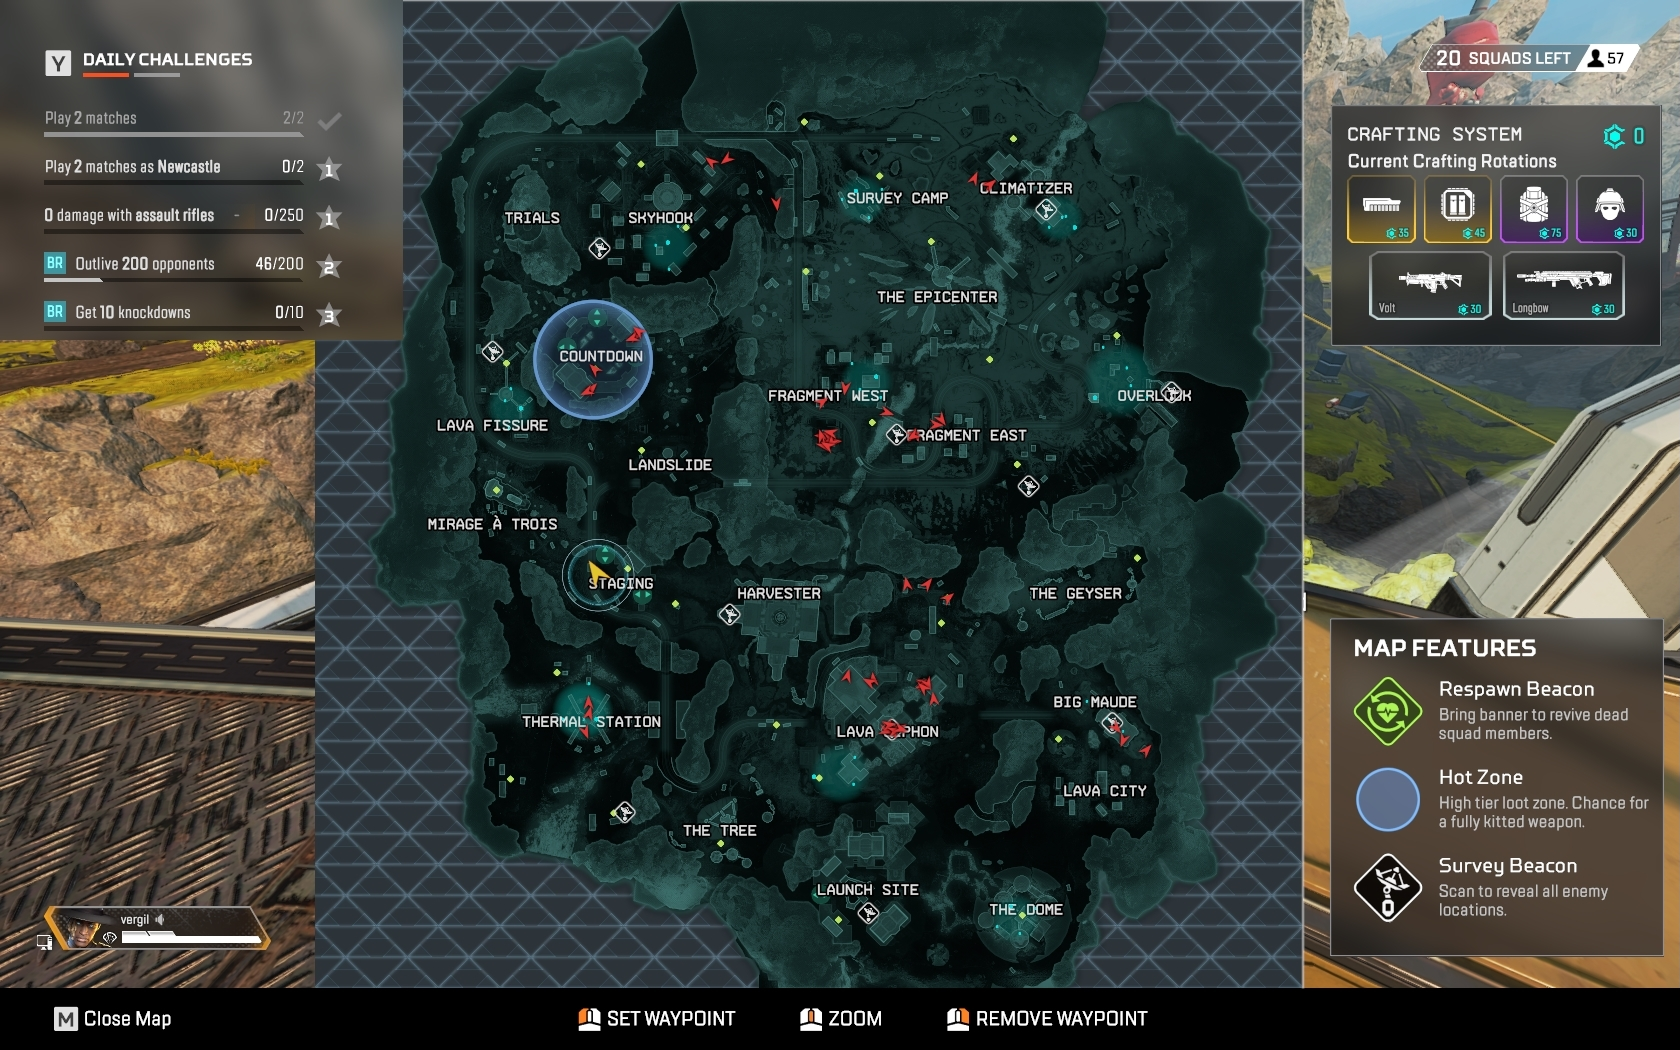 Y DAILY CHALLENGES
Play 2 matches 2/2
Play 2 matches as Newcastle 0/2 1
0 damage with assault rifles - 0/250 1
BR Outlive 200 opponents 46/200 2
BR Get 10 knockdowns 0/10 3
20 SQUADS LEFT 57
CRAFTING SYSTEM 0
Current Crafting Rotations
35 45 75 30
Volt 30 Longbow 30
TRIALS
SKYHOOK
SURVEY CAMP
CLIMATIZER
THE EPICENTER
COUNTDOWN
FRAGMENT WEST
LAVA FISSURE
FRAGMENT EAST
LANDSLIDE
MIRAGE À TROIS
STAGING
HARVESTER
THE GEYSER
THERMAL STATION
BIG MAUDE
LAVA
LAVA CITY
THE TREE
LAUNCH SITE
THE DOME
MAP FEATURES
Respawn Beacon
Bring banner to revive dead
squad members.
Hot Zone
High tier loot zone. Chance for
a fully kitted weapon.
Survey Beacon
Scan to reveal all enemy
locations.
vergil
M Close Map
SET WAYPOINT
ZOOM
REMOVE WAYPOINT